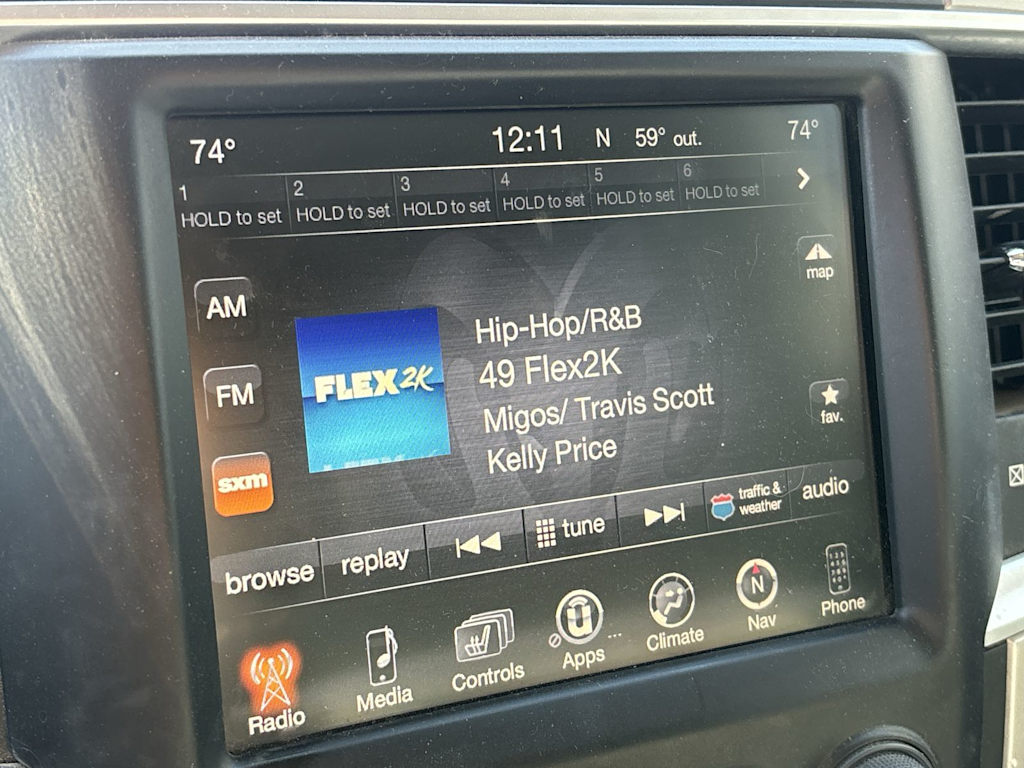 74° 12:11 N 59° out. 74°
1 2 3 4 5 6
HOLD to set HOLD to set HOLD to set HOLD to set HOLD to set HOLD to set
map
AM
FM
sxm
FLEX2K
Hip-Hop/R&B
49 Flex2K
Migos/ Travis Scott
Kelly Price
fav.
browse replay tune traffic & weather audio
Radio Media Controls Apps Climate N Nav Phone